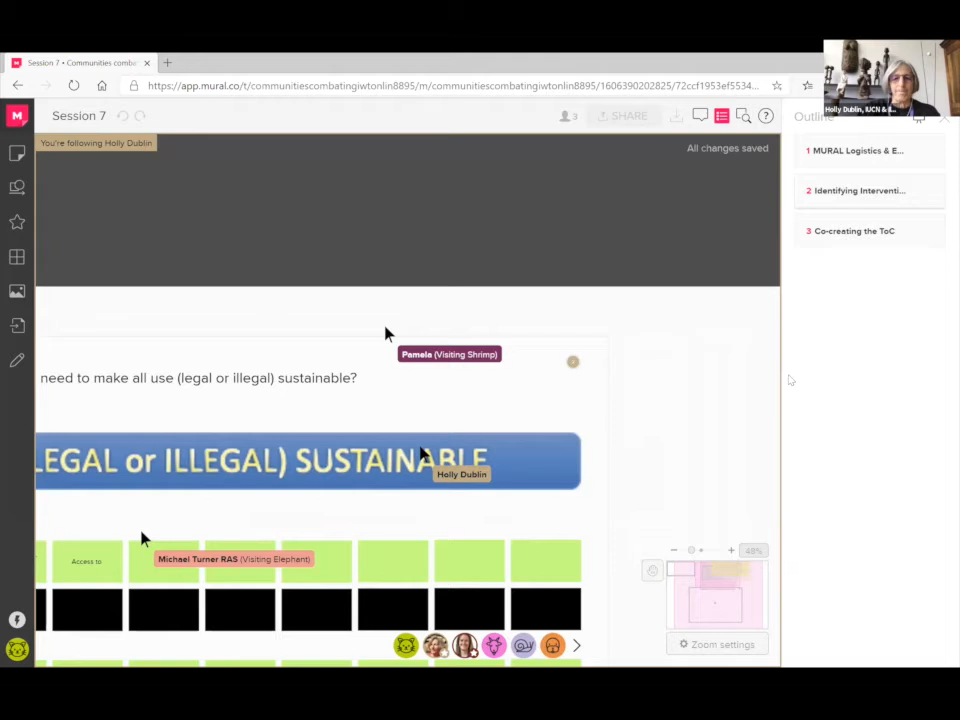 Session 7 • Communities comba
https://app.mural.co/t/communitiescombatingiwtonlin8895/m/communitiescombatingiwtonlin8895/1606390202825/72ccf1953ef5534...
Holly Dublin, IUCN &
M
Session 7
3
SHARE
Outline
You're following Holly Dublin
All changes saved
1 MURAL Logistics & E...
2 Identifying Interventi...
3 Co-creating the ToC
Pamela (Visiting Shrimp)
need to make all use (legal or illegal) sustainable?
LEGAL or ILLEGAL) SUSTAINABLE
Holly Dublin
Michael Turner RAS (Visiting Elephant)
Access to
48%
Zoom settings